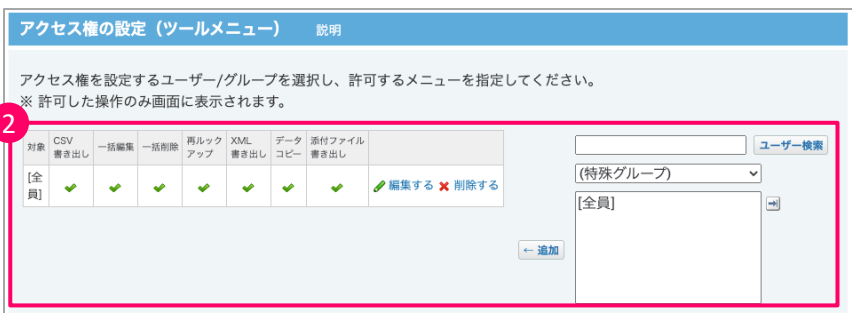 アクセス権の設定（ツールメニュー） 説明
アクセス権を設定するユーザー/グループを選択し、許可するメニューを指定してください。
※ 許可した操作のみ画面に表示されます。
2
対象 CSV書き出し 一括編集 一括削除 再ルックアップ XML書き出し データコピー 添付ファイル書き出し
[全員] 編集する 削除する
ユーザー検索
(特殊グループ)
[全員]
← 追加